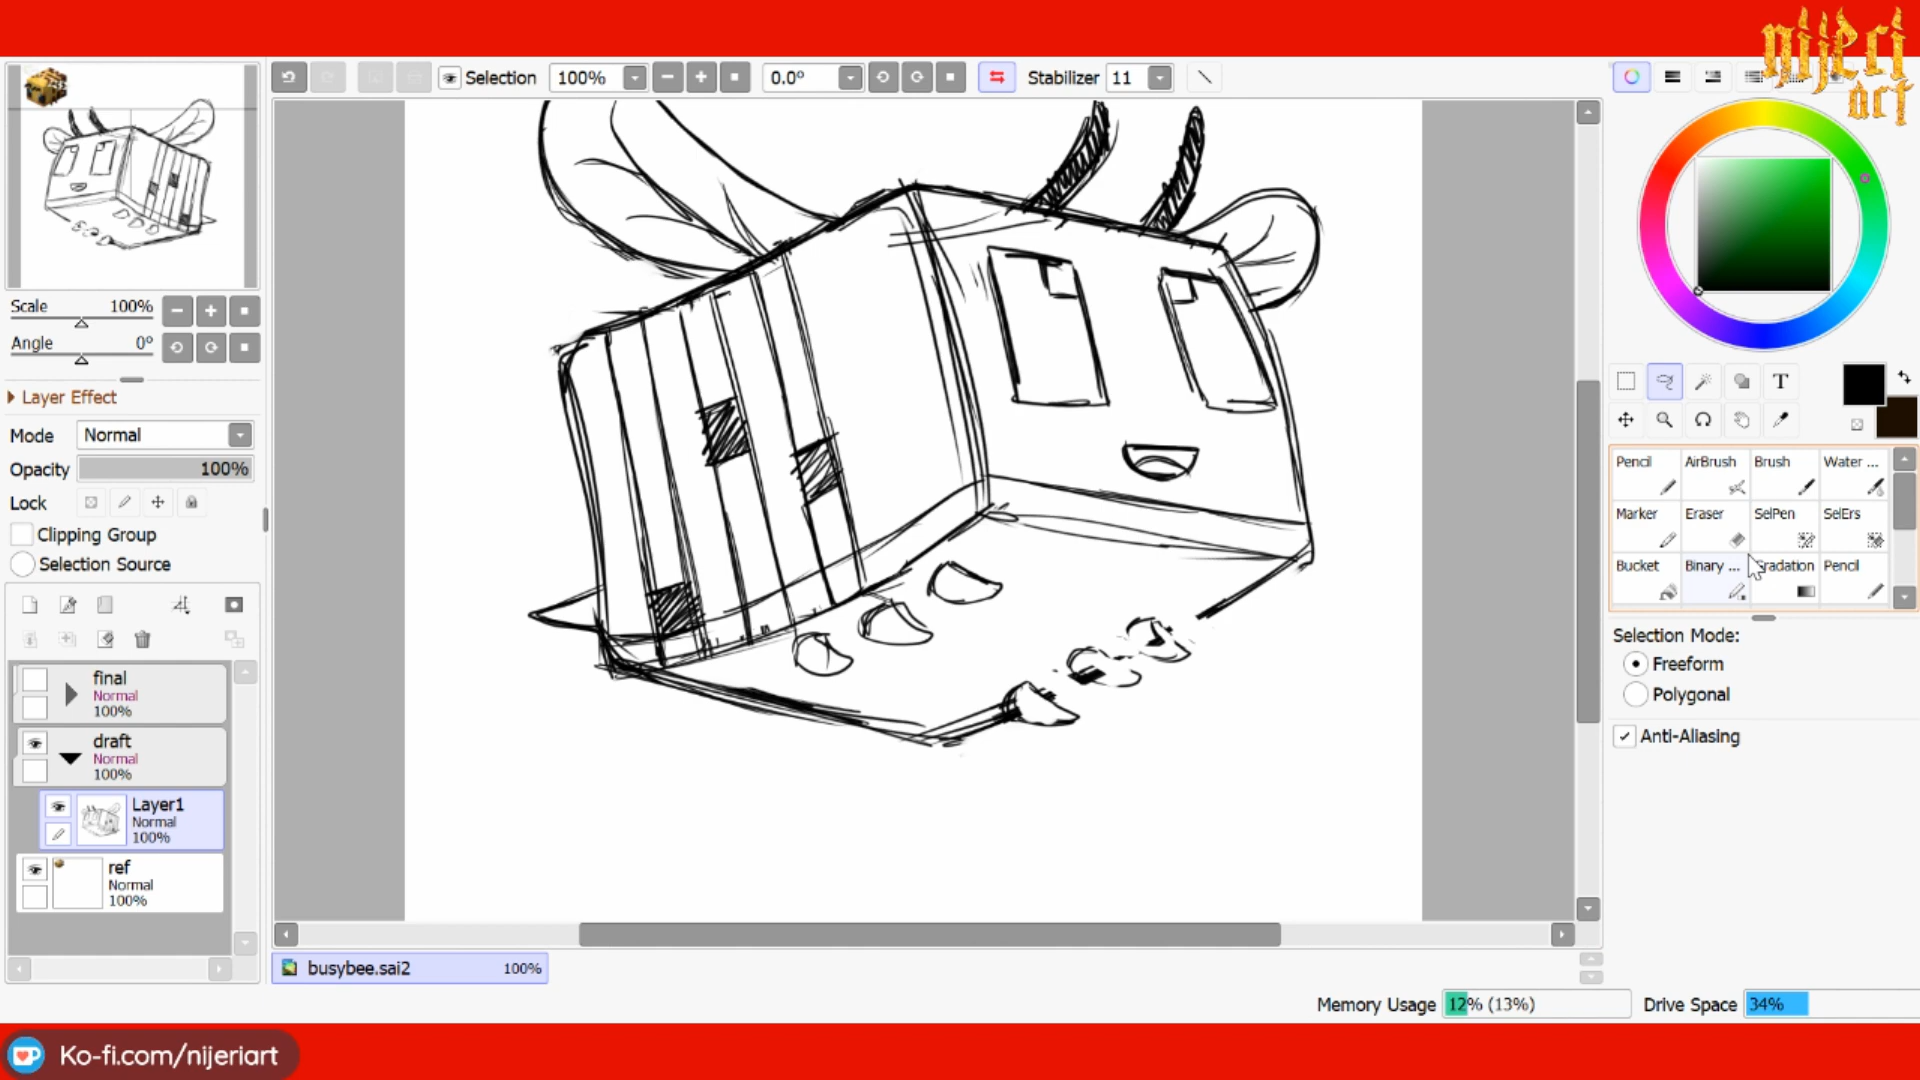 nijeri
art
Selection 100% 0.0° Stabilizer 11
Scale 100%
Angle 0°
Layer Effect
Mode Normal
Opacity 100%
Lock
Clipping Group
Selection Source
final
Normal
100%
draft
Normal
100%
Layer1
Normal
100%
ref
Normal
100%
T
Pencil AirBrush Brush Water ...
Marker Eraser SelPen SelErs
Bucket Binary ... Gradation Pencil
Selection Mode:
Freeform
Polygonal
Anti-Aliasing
busybee.sai2 100%
Memory Usage 12% (13%) Drive Space 34%
Ko-fi.com/nijeriart